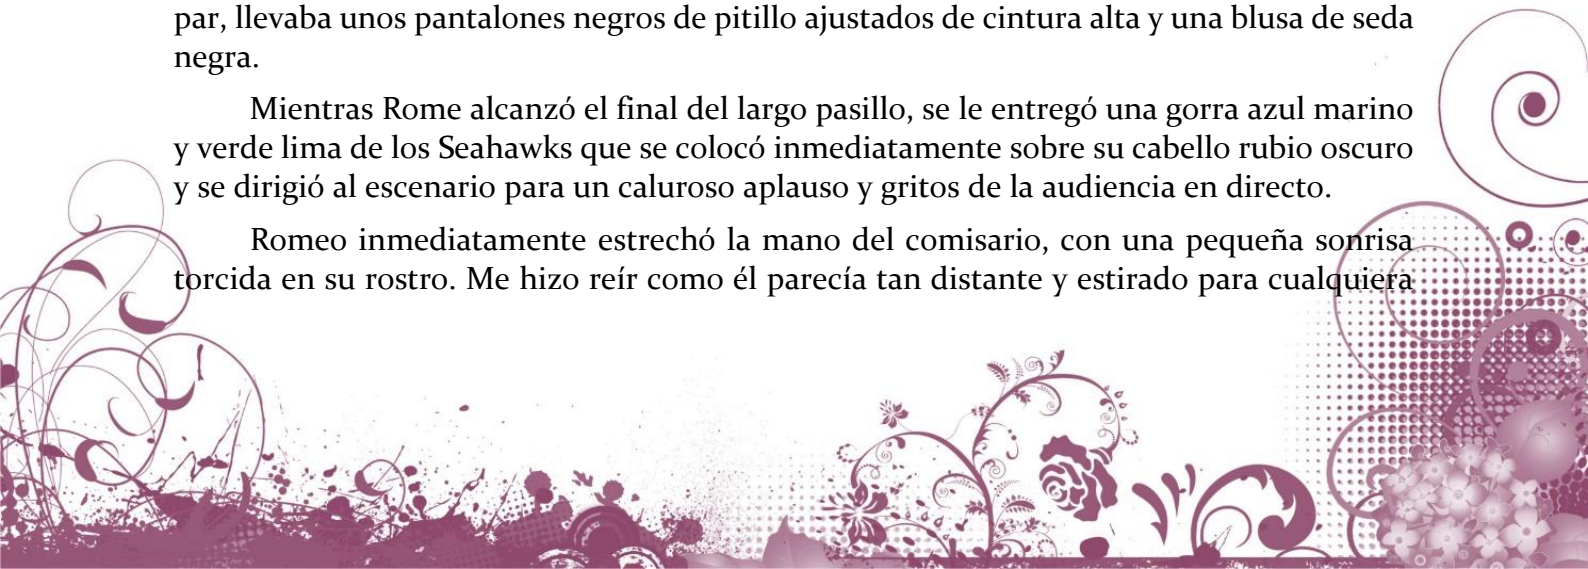 par, llevaba unos pantalones negros de pitillo ajustados de cintura alta y una blusa de seda
negra.
Mientras Rome alcanzó el final del largo pasillo, se le entregó una gorra azul marino
y verde lima de los Seahawks que se colocó inmediatamente sobre su cabello rubio oscuro
y se dirigió al escenario para un caluroso aplauso y gritos de la audiencia en directo.
Romeo inmediatamente estrechó la mano del comisario, con una pequeña sonrisa
torcida en su rostro. Me hizo reír como él parecía tan distante y estirado para cualquiera